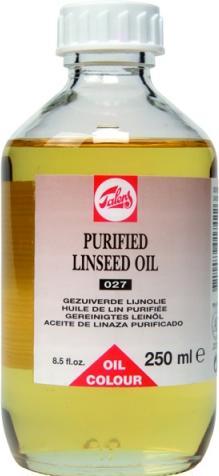 Talens
PURIFIED
LINSEED OIL
027
GEZUIVERDE LIJNOLIE
HUILE DE LIN PURIFIÉE
GEREINIGTES LEINÖL
ACEITE DE LINAZA PURIFICADO
8.5 fl.oz. 250 ml ℮
OIL
COLOUR